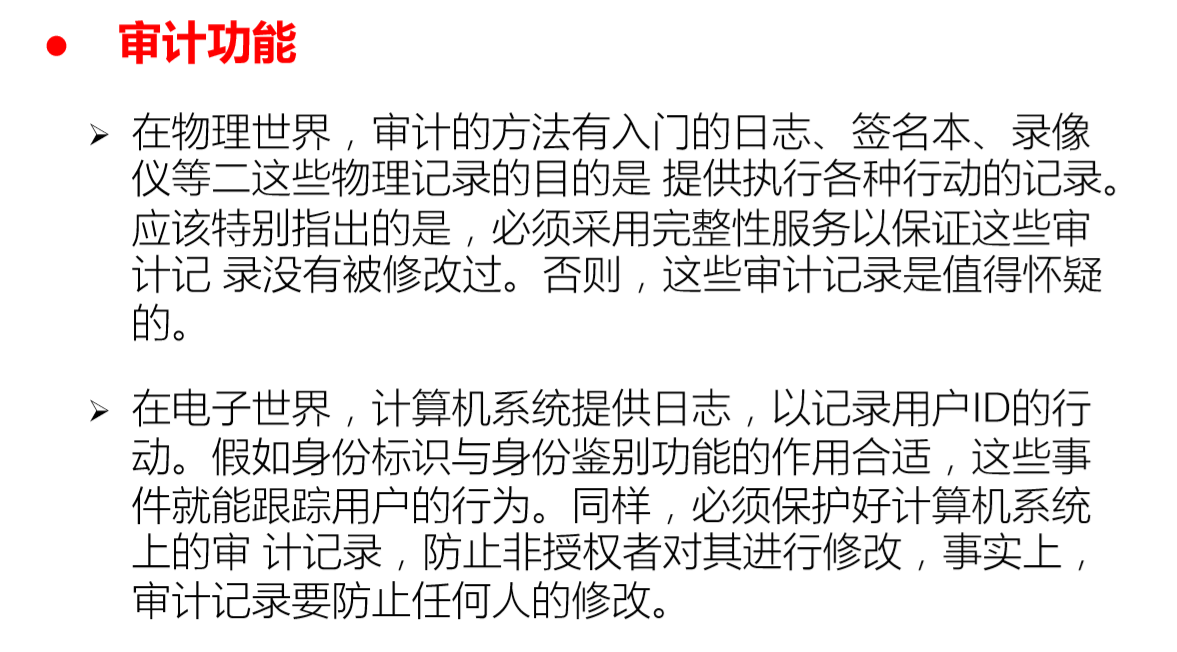 ● 审计功能
➢ 在物理世界，审计的方法有入门的日志、签名本、录像
仪等二这些物理记录的目的是 提供执行各种行动的记录。
应该特别指出的是，必须采用完整性服务以保证这些审
计记 录没有被修改过。否则，这些审计记录是值得怀疑
的。
➢ 在电子世界，计算机系统提供日志，以记录用户ID的行
动。假如身份标识与身份鉴别功能的作用合适，这些事
件就能跟踪用户的行为。同样，必须保护好计算机系统
上的审 计记录，防止非授权者对其进行修改，事实上，
审计记录要防止任何人的修改。